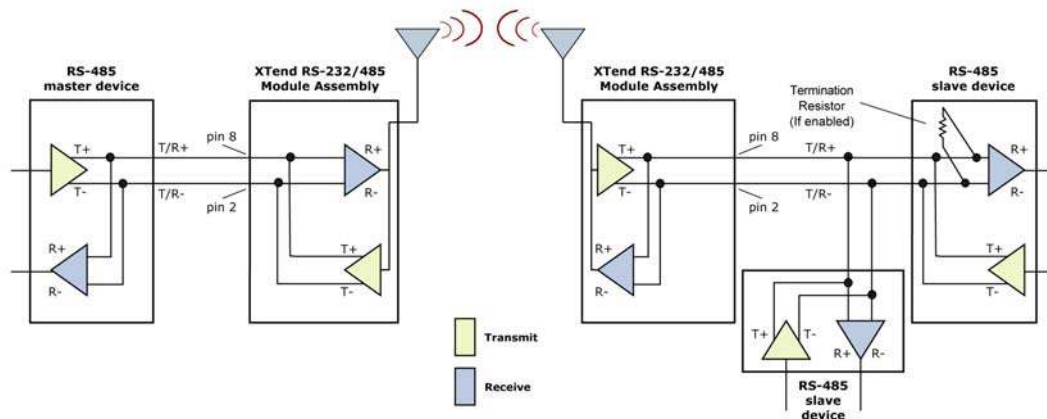 RS-485
master device
XTend RS-232/485
Module Assembly
XTend RS-232/485
Module Assembly
RS-485
slave device
Termination
Resistor
(If enabled)
T+
T-
R+
R-
T/R+
T/R-
pin 8
pin 2
R+
R-
T+
T-
T+
T-
R+
R-
pin 8
T/R+
T/R-
pin 2
R+
R-
T+
T-
T+
T-
R+
R-
RS-485
slave
device
Transmit
Receive